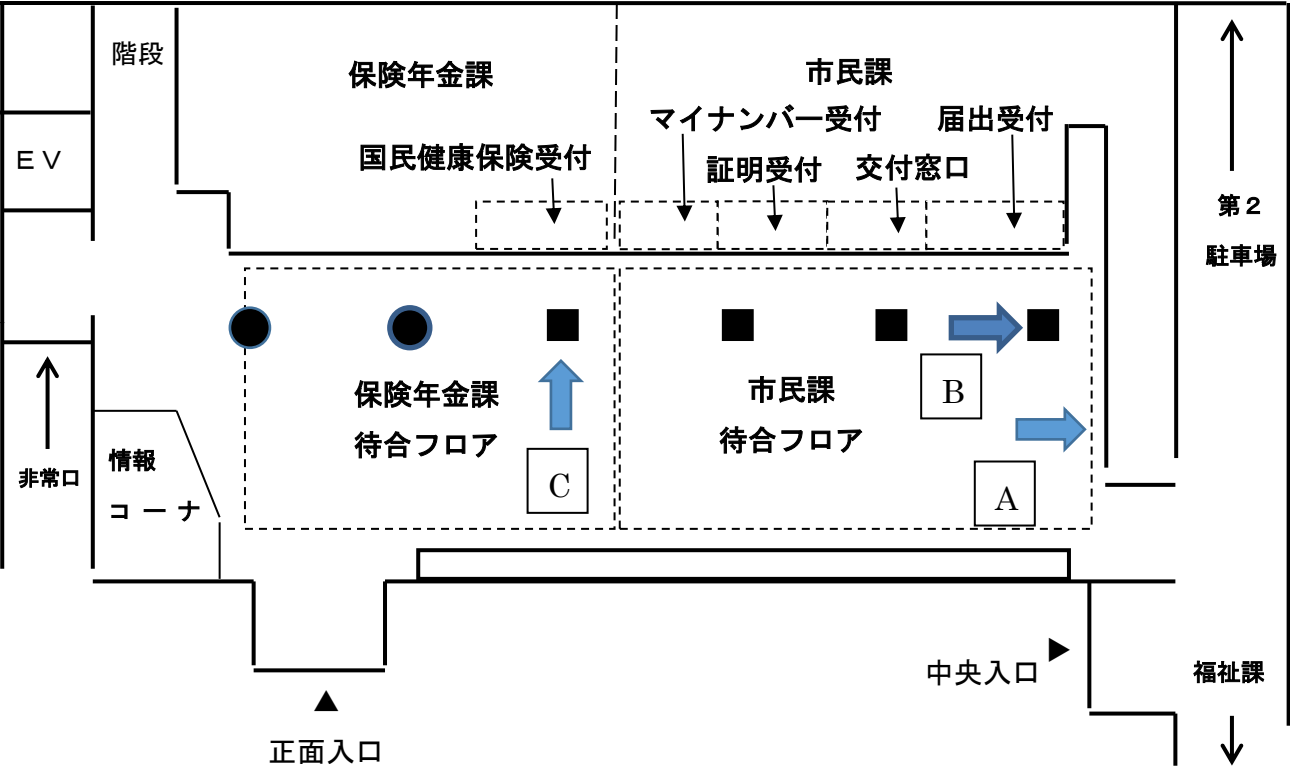 階段
保険年金課
市民課
マイナンバー受付
届出受付
ＥＶ
国民健康保険受付
証明受付
交付窓口
第２
駐車場
保険年金課
待合フロア
市民課
待合フロア
B
A
C
非常口
情報
コーナ
中央入口
福祉課
正面入口